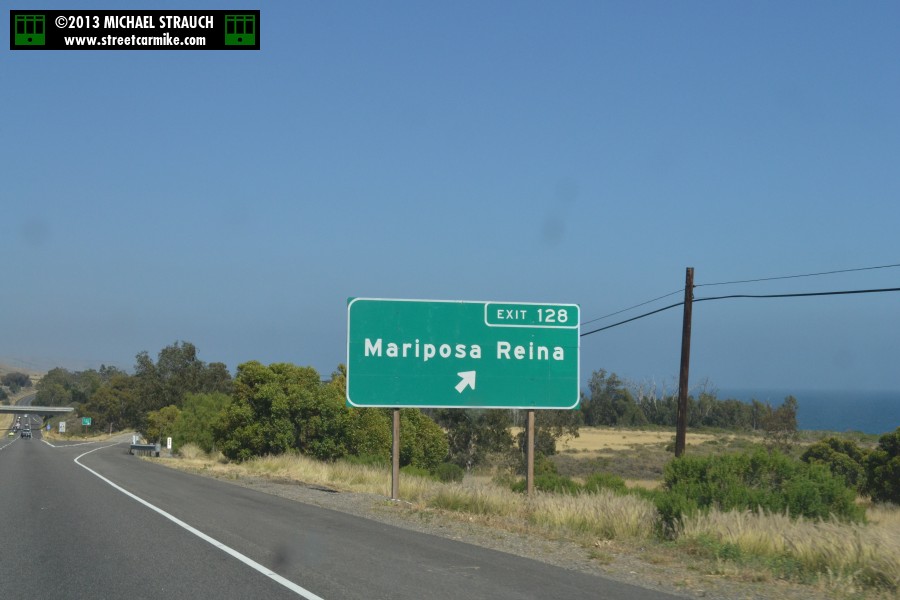 ©2013 MICHAEL STRAUCH
www.streetcarmike.com
EXIT 128
Mariposa Reina